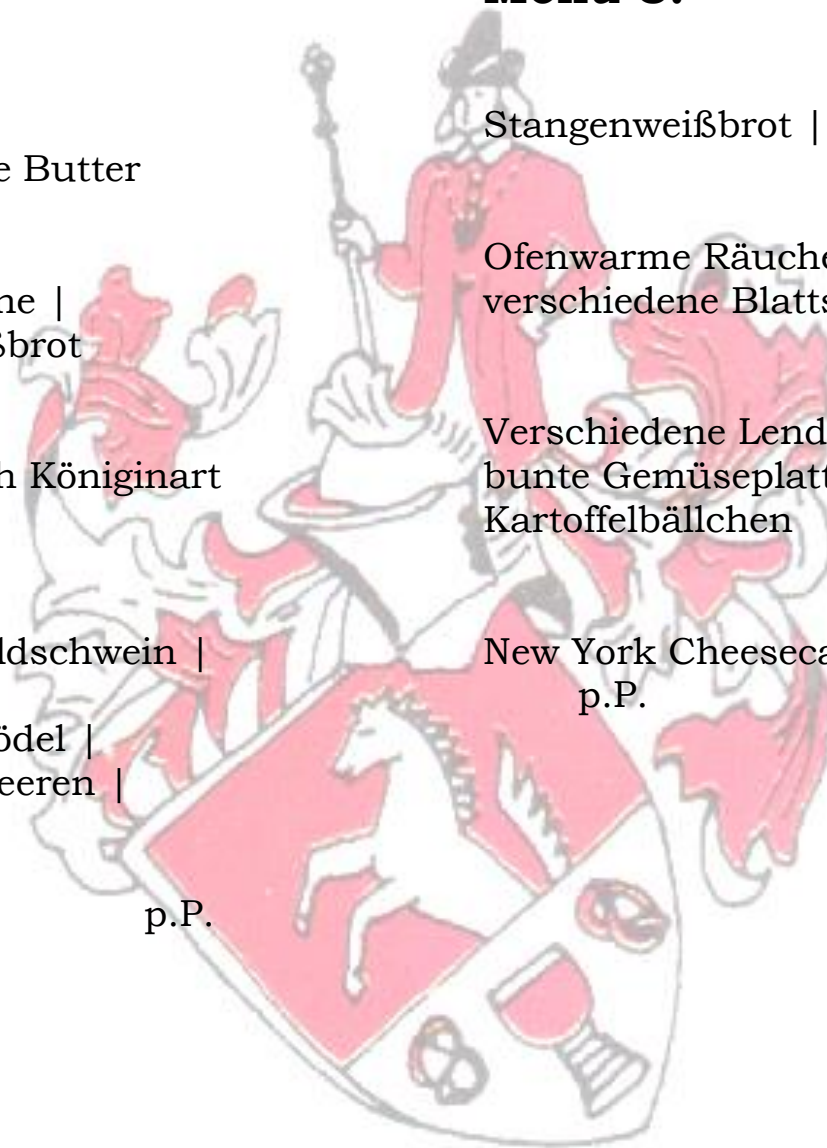 e Butter
ne |
ßbrot
h Königinart
ldschwein |
ödel |
eeren |
p.P.
Stangenweißbrot |
Ofenwarme Räuche
verschiedene Blatts
Verschiedene Lend
bunte Gemüseplatt
Kartoffelbällchen
New York Cheeseca
p.P.